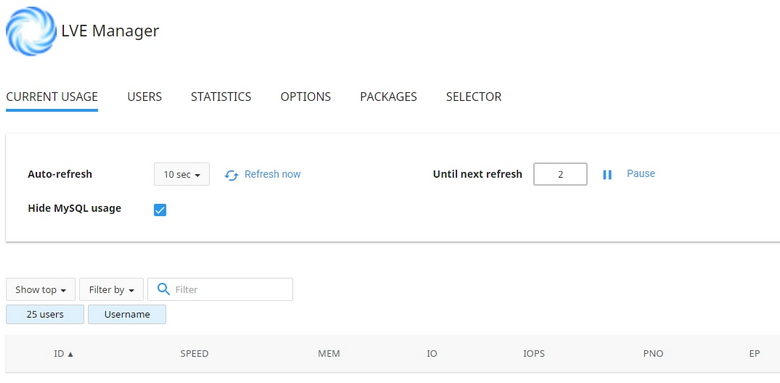 LVE Manager
CURRENT USAGE USERS STATISTICS OPTIONS PACKAGES SELECTOR
Auto-refresh 10 sec Refresh now Until next refresh 2 Pause
Hide MySQL usage
Show top Filter by Filter
25 users Username
ID SPEED MEM IO IOPS PNO EP